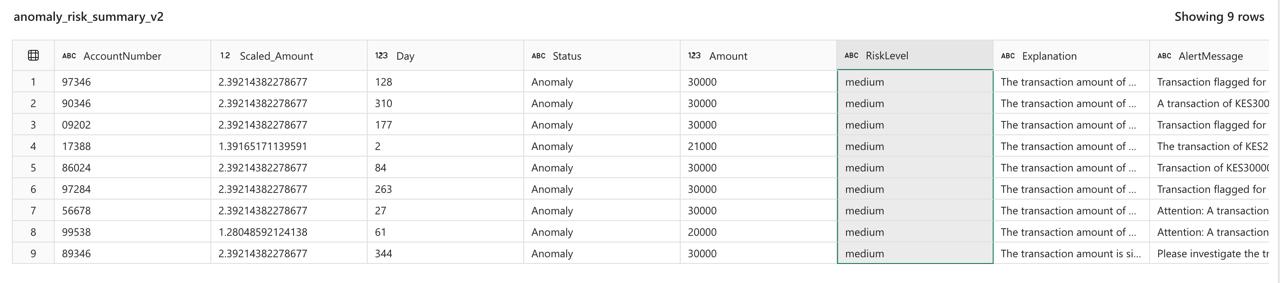 anomaly_risk_summary_v2 Showing 9 rows
ABC AccountNumber 1.2 Scaled_Amount 123 Day ABC Status 123 Amount ABC RiskLevel ABC Explanation ABC AlertMessage
1 97346 2.39214382278677 128 Anomaly 30000 medium The transaction amount of ... Transaction flagged for
2 90346 2.39214382278677 310 Anomaly 30000 medium The transaction amount of ... A transaction of KES300
3 09202 2.39214382278677 177 Anomaly 30000 medium The transaction amount of ... Transaction flagged for
4 17388 1.39165171139591 2 Anomaly 21000 medium The transaction amount of ... The transaction of KES2
5 86024 2.39214382278677 84 Anomaly 30000 medium The transaction amount of ... Transaction of KES30000
6 97284 2.39214382278677 263 Anomaly 30000 medium The transaction amount of ... Transaction flagged for
7 56678 2.39214382278677 27 Anomaly 30000 medium The transaction amount of ... Attention: A transaction
8 99538 1.28048592124138 61 Anomaly 20000 medium The transaction amount of ... Attention: A transaction
9 89346 2.39214382278677 344 Anomaly 30000 medium The transaction amount is si... Please investigate the tr